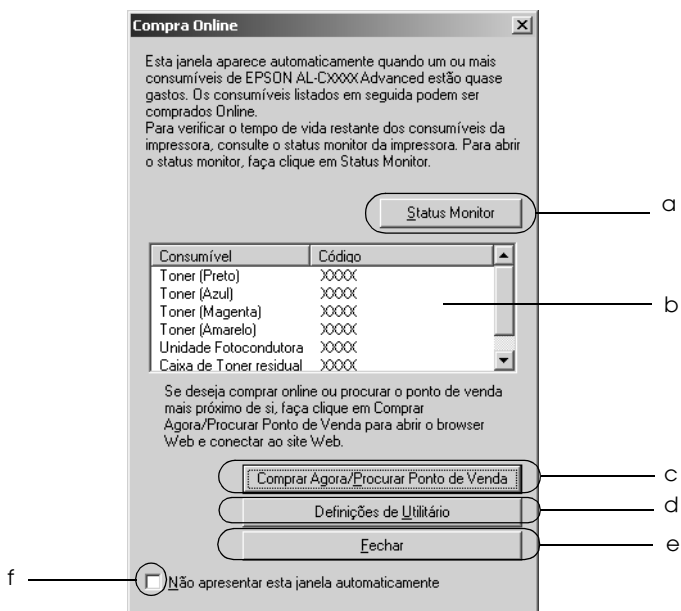 Compra Online
Esta janela aparece automaticamente quando um ou mais
consumíveis de EPSON AL-CXXXX Advanced estão quase
gastos. Os consumíveis listados em seguida podem ser
comprados Online.
Para verificar o tempo de vida restante dos consumíveis da
impressora, consulte o status monitor da impressora. Para abrir
o status monitor, faça clique em Status Monitor.
Status Monitor
a
Consumível Código
Toner (Preto) XXXX
Toner (Azul) XXXX
Toner (Magenta) XXXX
Toner (Amarelo) XXXX
Unidade Fotocondutora XXXX
Caixa de Toner residual XXXX
b
Se deseja comprar online ou procurar o ponto de venda
mais próximo de si, faça clique em Comprar
Agora/Procurar Ponto de Venda para abrir o browser
Web e conectar ao site Web.
Comprar Agora/Procurar Ponto de Venda
c
Definições de Utilitário
d
Fechar
e
f
Não apresentar esta janela automaticamente